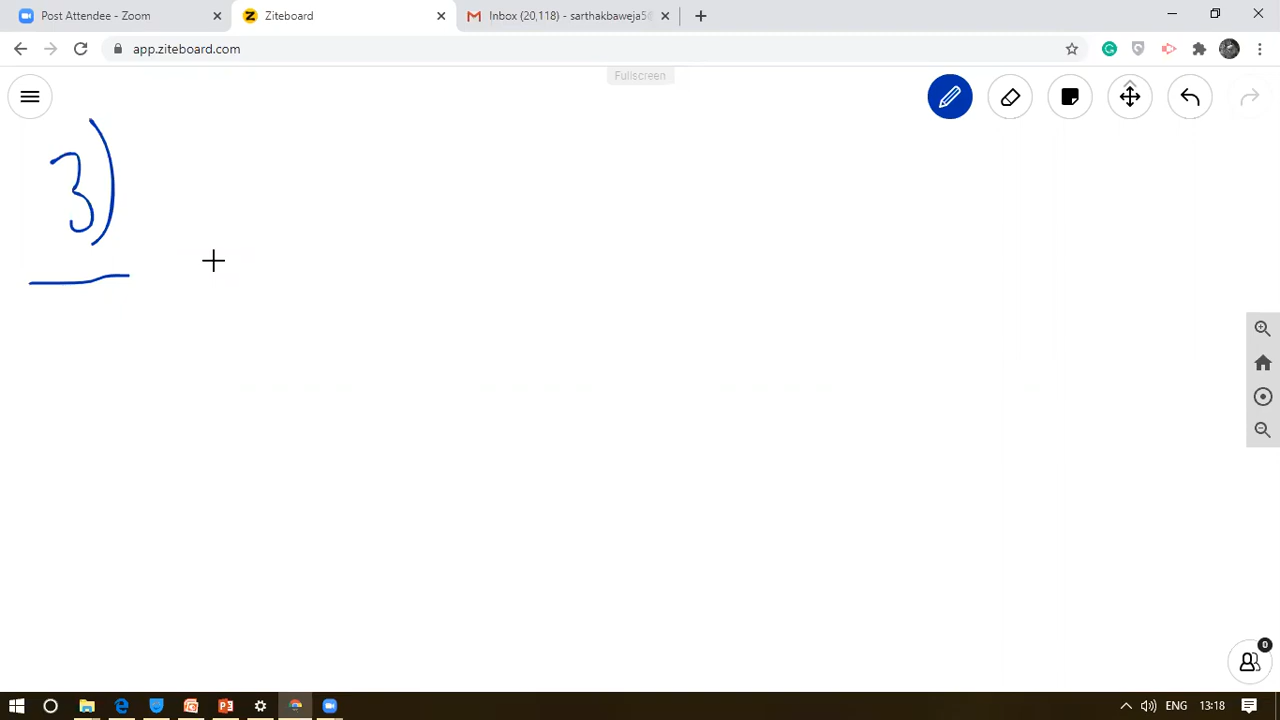 Post Attendee - Zoom
Ziteboard
Inbox (20,118) - sarthakbaweja5
app.ziteboard.com
Fullscreen
3)
0
ENG
13:18